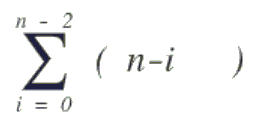 n - 2
∑ ( n-i )
i = 0